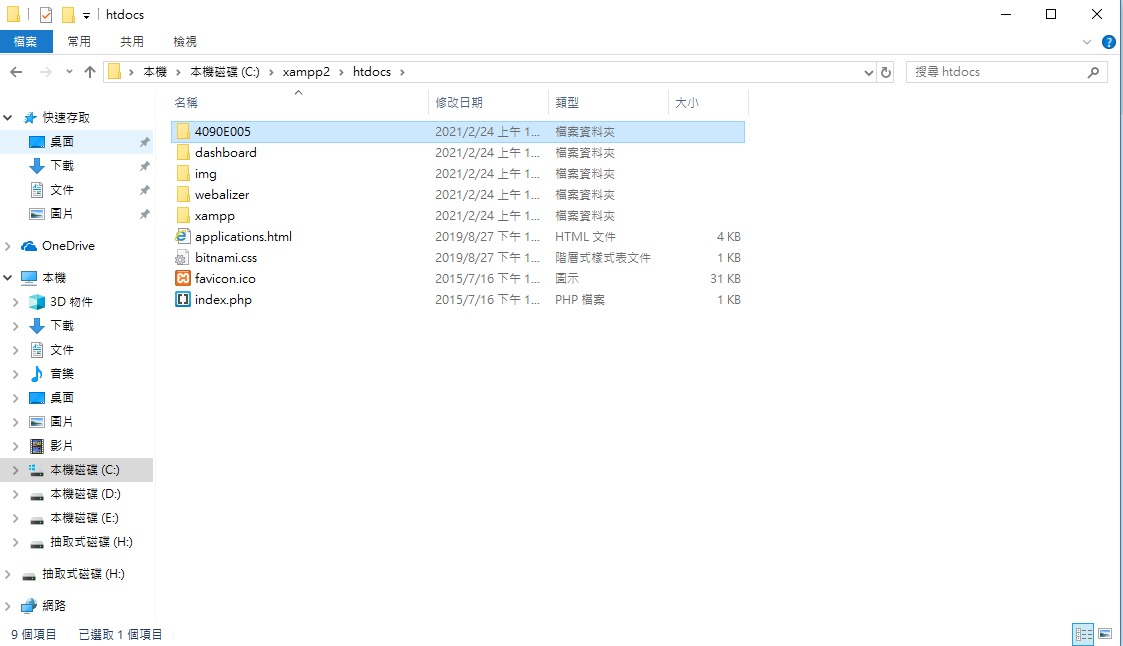 htdocs
檔案 常用 共用 檢視
本機 本機磁碟 (C:) xampp2 htdocs 搜尋 htdocs
名稱 修改日期 類型 大小
快速存取
桌面
下載
文件
圖片
OneDrive
本機
3D 物件
下載
文件
音樂
桌面
圖片
影片
本機磁碟 (C:)
本機磁碟 (D:)
本機磁碟 (E:)
抽取式磁碟 (H:)
抽取式磁碟 (H:)
網路
4090E005 2021/2/24 上午 1... 檔案資料夾
dashboard 2021/2/24 上午 1... 檔案資料夾
img 2021/2/24 上午 1... 檔案資料夾
webalizer 2021/2/24 上午 1... 檔案資料夾
xampp 2021/2/24 上午 1... 檔案資料夾
applications.html 2019/8/27 下午 1... HTML 文件 4 KB
bitnami.css 2019/8/27 下午 1... 階層式樣式表文件 1 KB
favicon.ico 2015/7/16 下午 1... 圖示 31 KB
index.php 2015/7/16 下午 1... PHP 檔案 1 KB
9 個項目 已選取 1 個項目